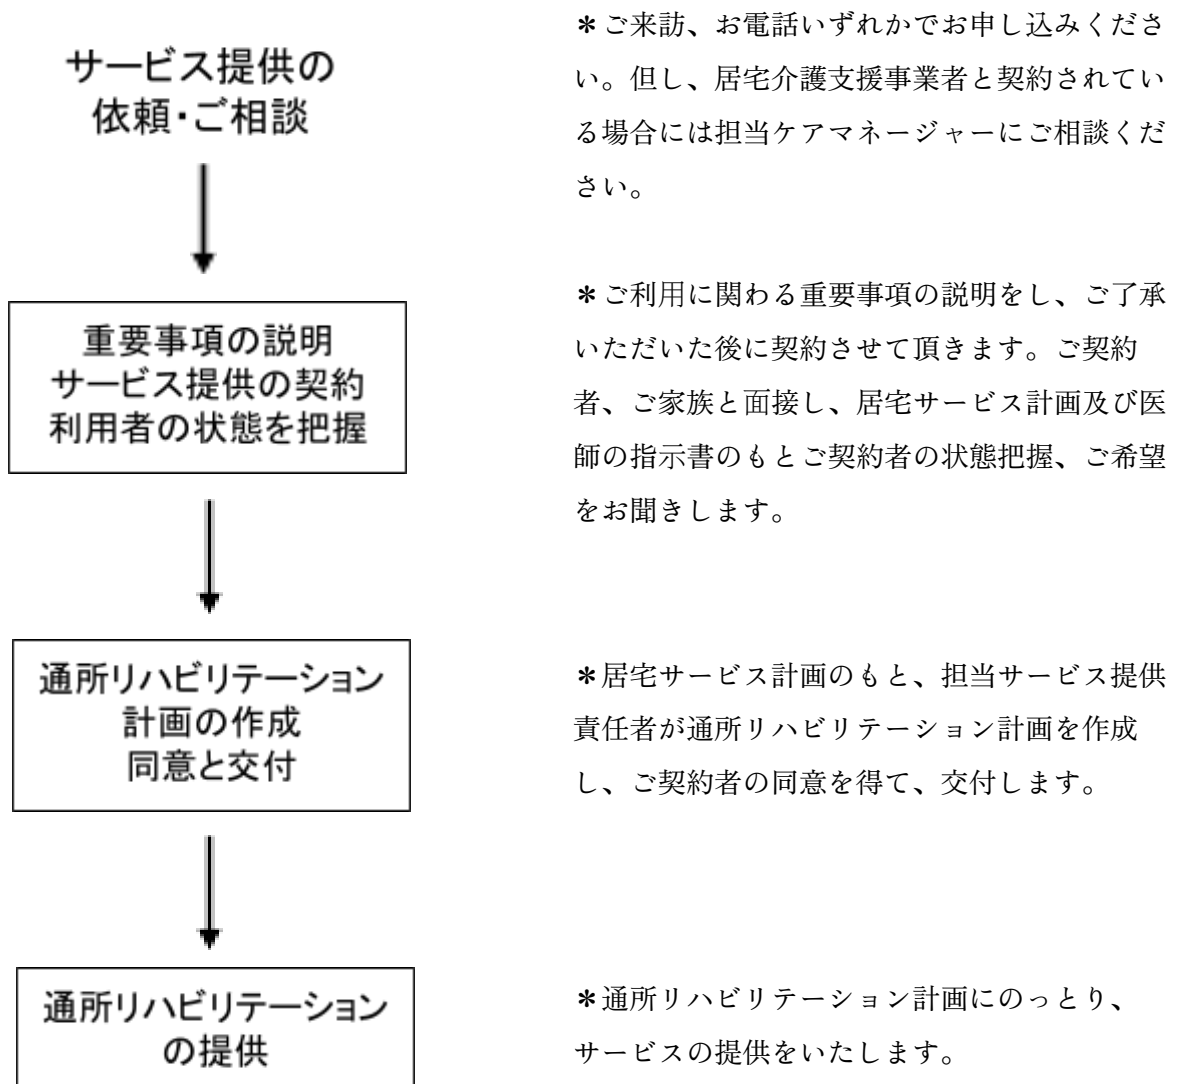 サービス提供の
依頼・ご相談
＊ご来訪、お電話いずれかでお申し込みくださ
い。但し、居宅介護支援事業者と契約されてい
る場合には担当ケアマネージャーにご相談くだ
さい。
重要事項の説明
サービス提供の契約
利用者の状態を把握
＊ご利用に関わる重要事項の説明をし、ご了承
いただいた後に契約させて頂きます。ご契約
者、ご家族と面接し、居宅サービス計画及び医
師の指示書のもとご契約者の状態把握、ご希望
をお聞きします。
通所リハビリテーション
計画の作成
同意と交付
＊居宅サービス計画のもと、担当サービス提供
責任者が通所リハビリテーション計画を作成
し、ご契約者の同意を得て、交付します。
通所リハビリテーション
の提供
＊通所リハビリテーション計画にのっとり、
サービスの提供をいたします。